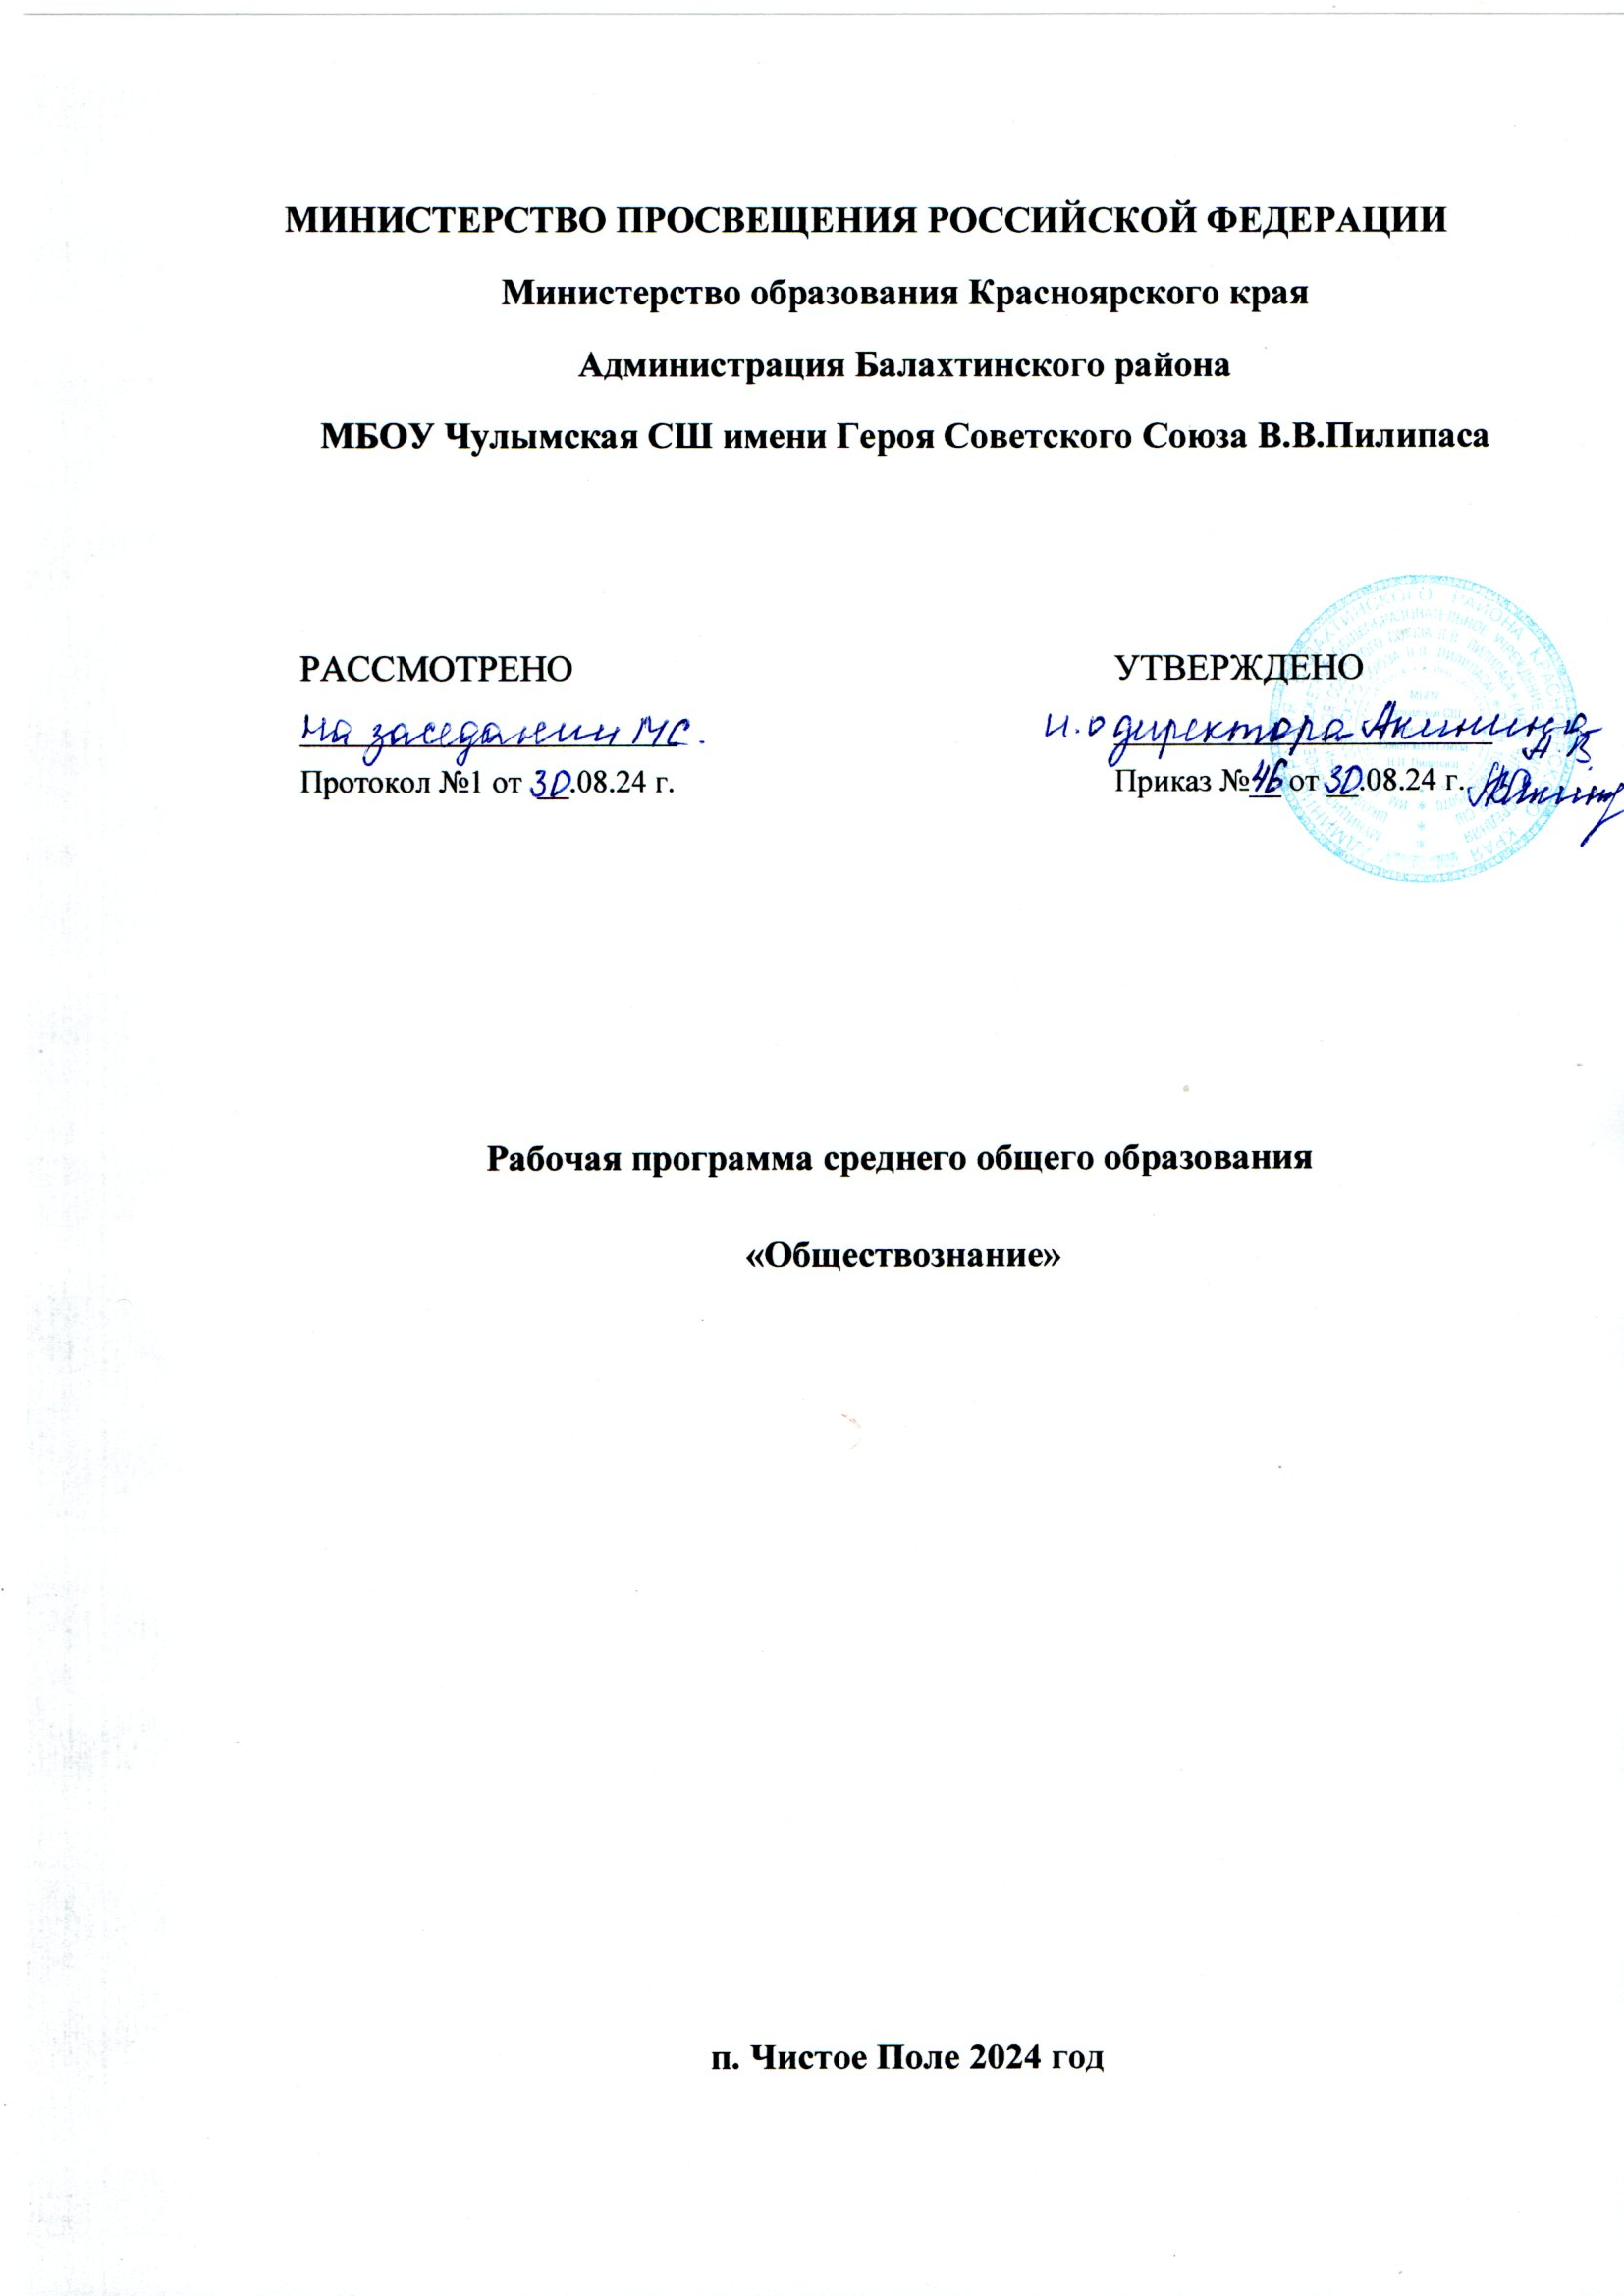 МИНИСТЕРСТВО ПРОСВЕЩЕНИЯ РОССИЙСКОЙ ФЕДЕРАЦИИ
Министерство образования Красноярского края
Администрация Балахтинского района
МБОУ Чулымская СШ имени Героя Советского Союза В.В.Пилипаса
РАССМОТРЕНО
на заседании МС.
Протокол №1 от 30.08.24 г.
УТВЕРЖДЕНО
и.о директора Акинина А.В.
Приказ №46 от 30.08.24 г.
Рабочая программа среднего общего образования
«Обществознание»
п. Чистое Поле 2024 год